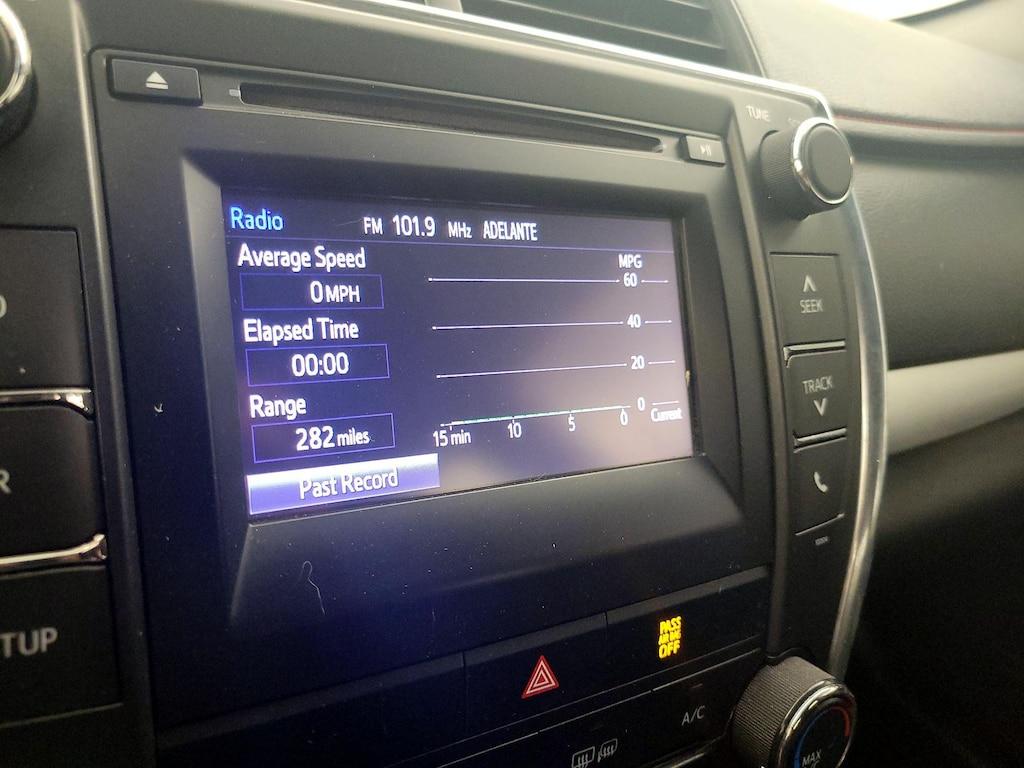 TUNE
Radio FM 101.9 MHz ADELANTE
Average Speed
0 MPH
Elapsed Time
00:00
Range
282 miles
Past Record
MPG
60
40
20
0
15 min 10 5 0 Current
SEEK
TRACK
TUP
PASS
AIR BAG
OFF
A/C
MAX